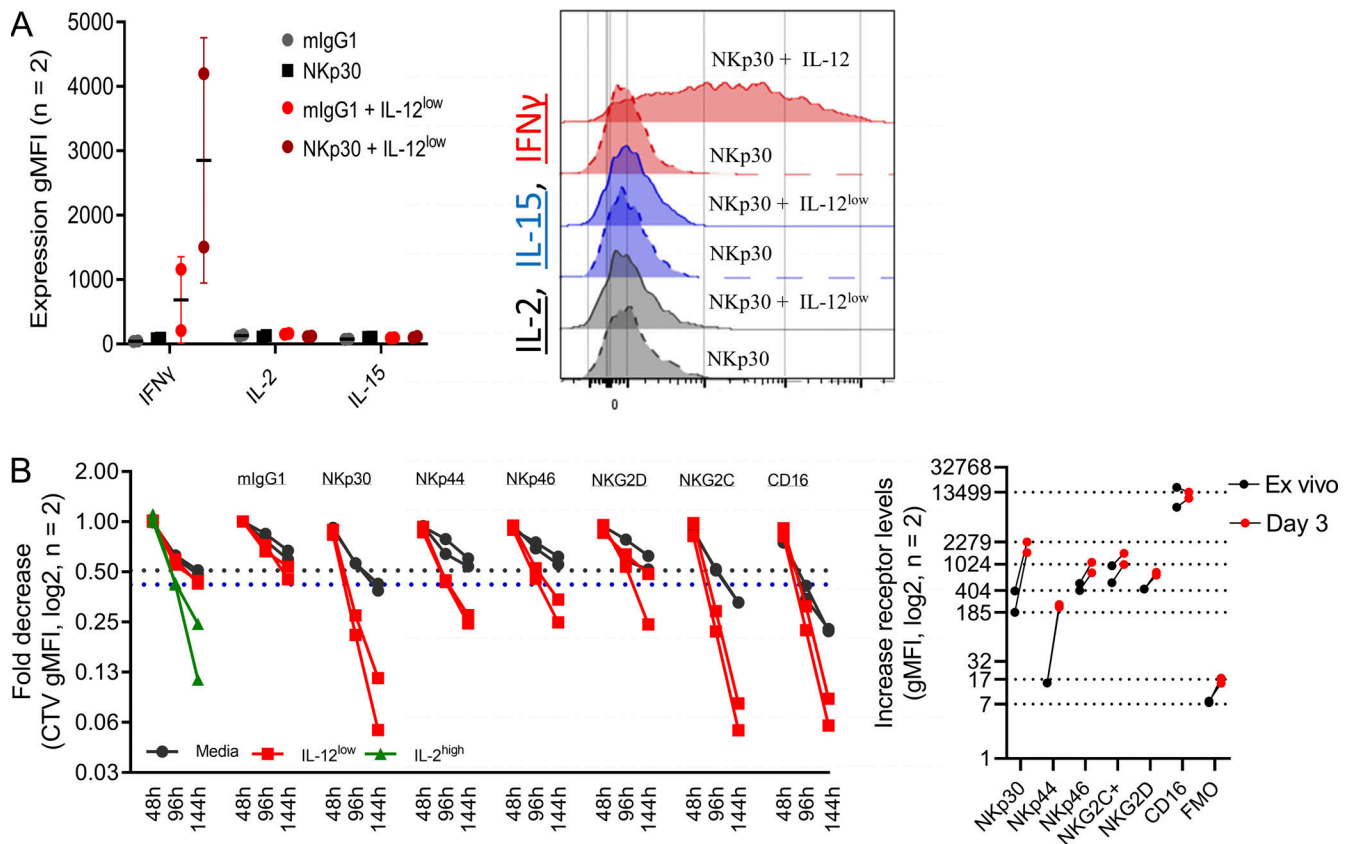 A
Expression gMFI (n = 2)
5000
4000
3000
2000
1000
0
IFNγ
IL-2
IL-15
mIgG1
NKp30
mIgG1 + IL-12low
NKp30 + IL-12low
IL-2, IL-15, IFNγ
NKp30 + IL-12
NKp30
NKp30 + IL-12low
NKp30
NKp30 + IL-12low
NKp30
0
B
Fold decrease
(CTV gMFI, log2, n = 2)
2.00
1.00
0.50
0.25
0.13
0.06
0.03
mIgG1
NKp30
NKp44
NKp46
NKG2D
NKG2C
CD16
Media
IL-12low
IL-2high
48h
96h
144h
48h
96h
144h
48h
96h
144h
48h
96h
144h
48h
96h
144h
48h
96h
144h
48h
96h
144h
48h
96h
144h
Increase receptor levels
(gMFI, log2, n = 2)
32768
13499
2279
1024
404
185
32
17
7
1
NKp30
NKp44
NKp46
NKG2C+
NKG2D
CD16
FMO
Ex vivo
Day 3